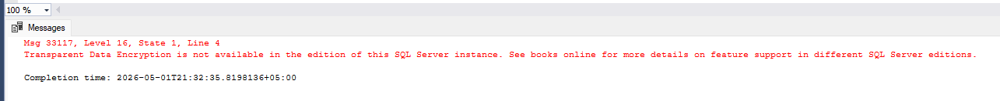 100 %
Messages
Msg 33117, Level 16, State 1, Line 4
Transparent Data Encryption is not available in the edition of this SQL Server instance. See books online for more details on feature support in different SQL Server editions.
Completion time: 2026-05-01T21:32:35.8198136+05:00